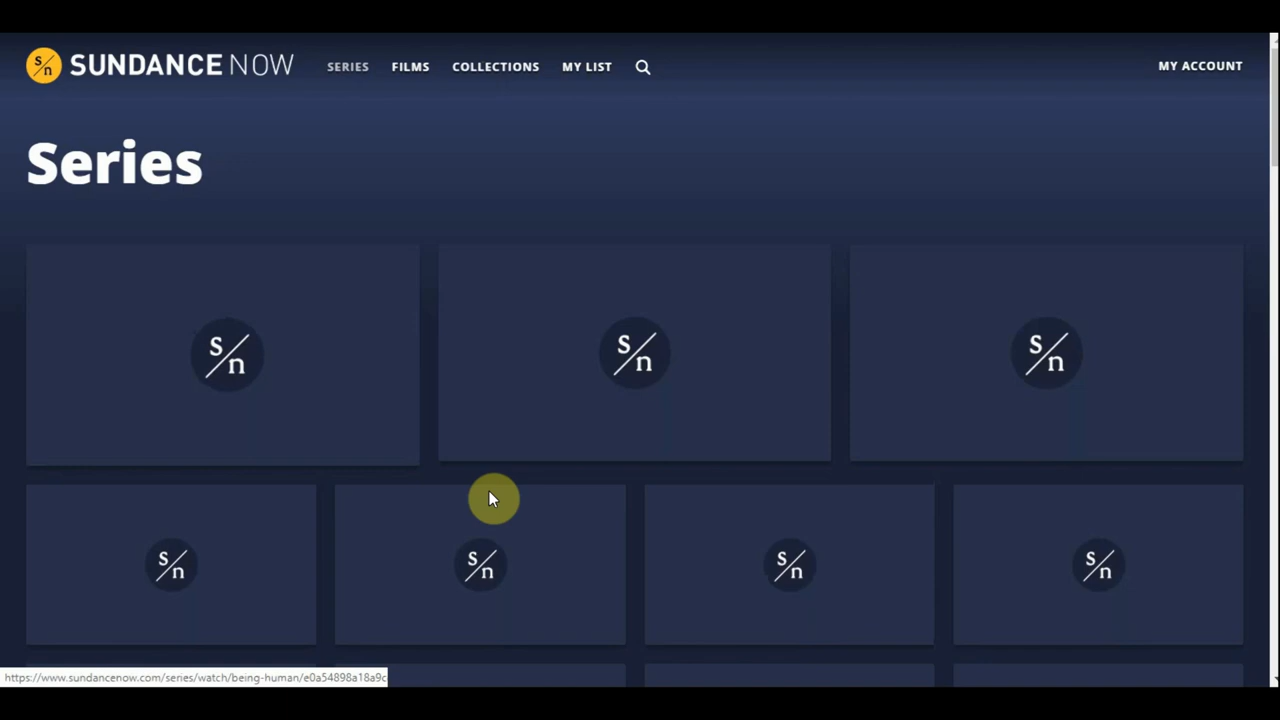 s/n SUNDANCE NOW SERIES FILMS COLLECTIONS MY LIST MY ACCOUNT
Series
s/n s/n s/n
s/n s/n s/n s/n
https://www.sundancenow.com/series/watch/being-human/e0a54898a18a9c